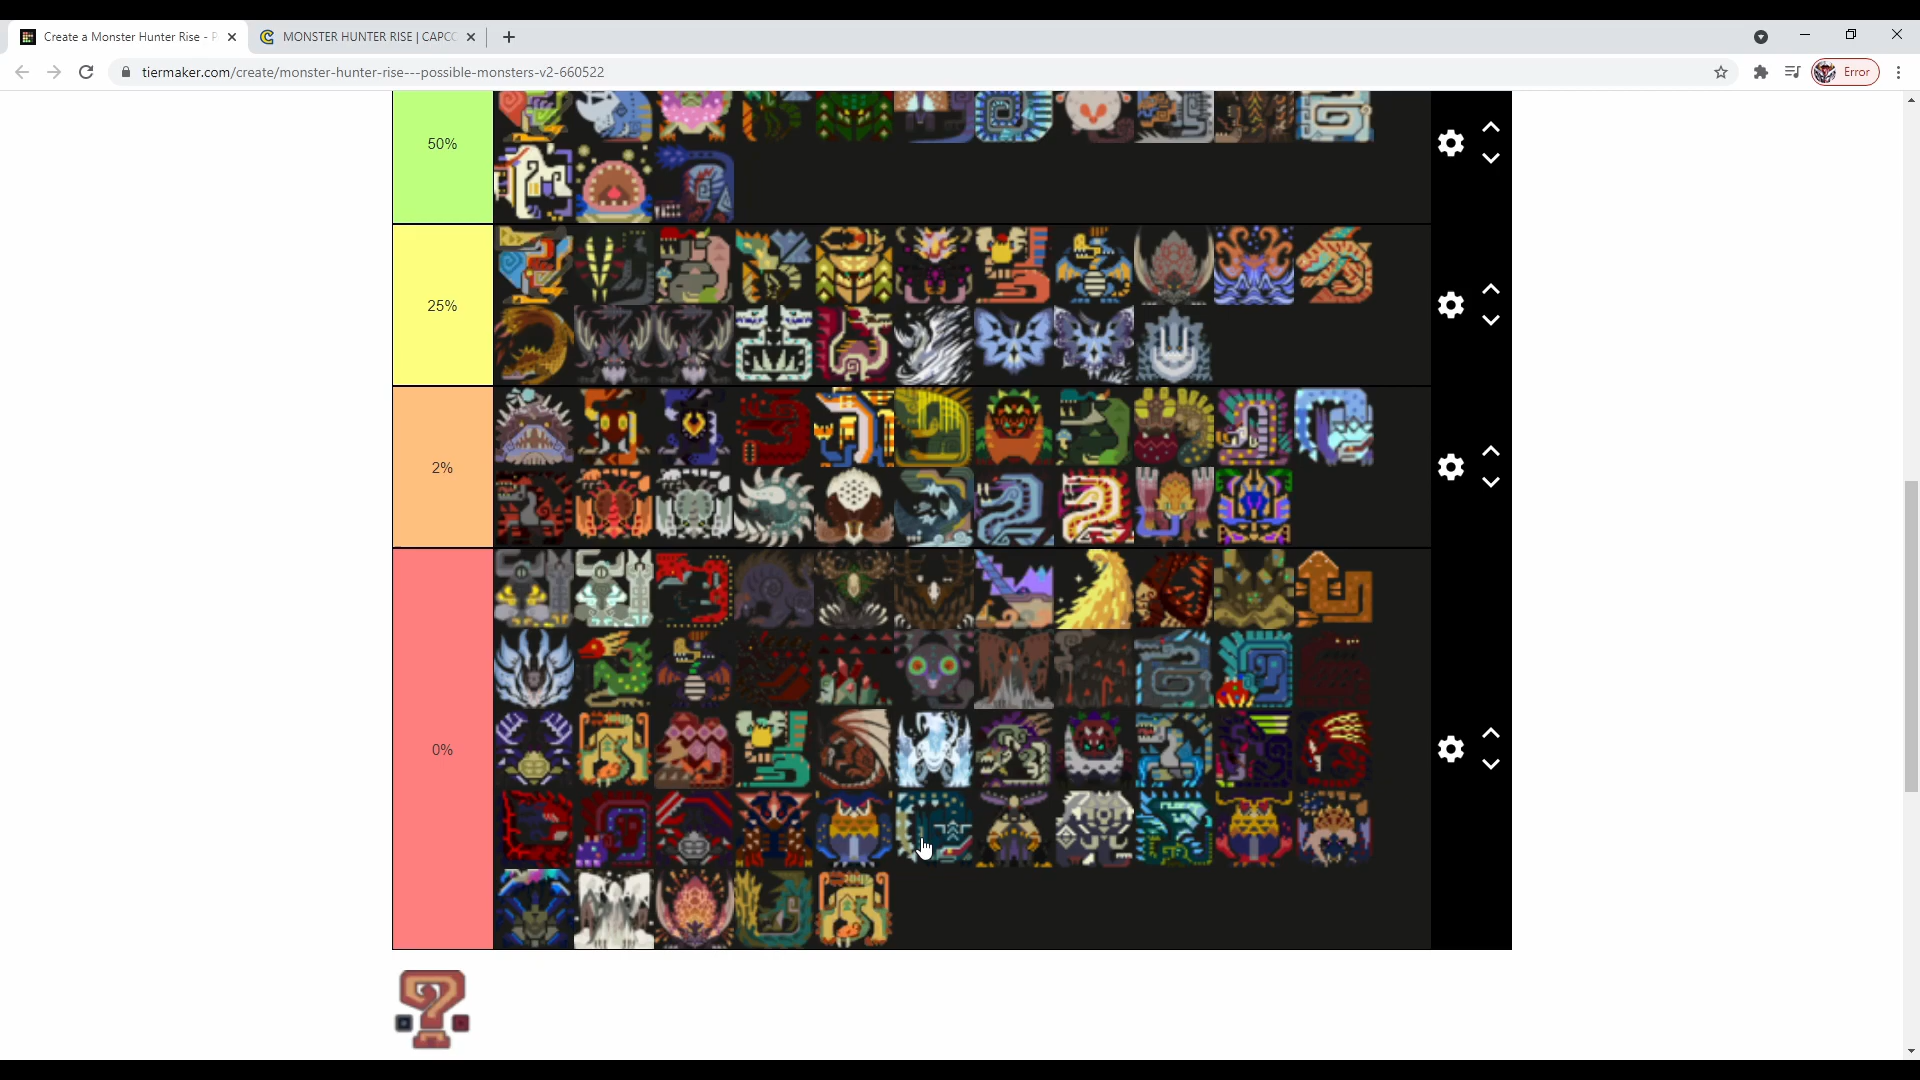 Create a Monster Hunter Rise - P
MONSTER HUNTER RISE | CAPCO
tiermaker.com/create/monster-hunter-rise---possible-monsters-v2-660522
Error
50%
25%
2%
0%